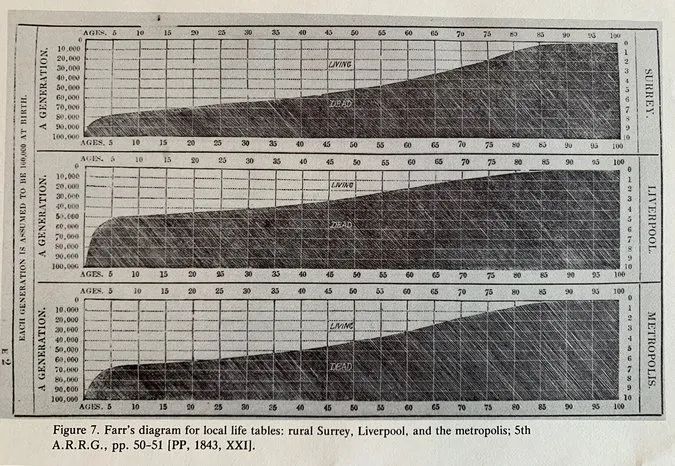 EACH GENERATION IS ASSUMED TO BE 100,000 AT BIRTH.
E 2
AGES. 5 10 15 20 25 30 35 40 45 50 55 60 65 70 75 80 85 90 95 100
A GENERATION.
10,000
20,000
30,000
40,000
50,000
60,000
70,000
80,000
90,000
100,000
LIVING
DEAD
0
1
2
3
4
5
6
7
8
9
10
SURREY.
AGES. 5 10 15 20 25 30 35 40 45 50 55 60 65 70 75 80 85 90 95 100
AGES. 5 10 15 20 25 30 35 40 45 50 55 60 65 70 75 80 85 90 95 100
A GENERATION.
10,000
20,000
30,000
40,000
50,000
60,000
70,000
80,000
90,000
100,000
LIVING
DEAD
0
1
2
3
4
5
6
7
8
9
10
LIVERPOOL.
AGES. 5 10 15 20 25 30 35 40 45 50 55 60 65 70 75 80 85 90 95 100
AGES. 5 10 15 20 25 30 35 40 45 50 55 60 65 70 75 80 85 90 95 100
A GENERATION.
10,000
20,000
30,000
40,000
50,000
60,000
70,000
80,000
90,000
100,000
LIVING
DEAD
0
1
2
3
4
5
6
7
8
9
10
METROPOLIS.
AGES. 5 10 15 20 25 30 35 40 45 50 55 60 65 70 75 80 85 90 95 100
Figure 7. Farr's diagram for local life tables: rural Surrey, Liverpool, and the metropolis; 5th
A.R.R.G., pp. 50-51 [PP, 1843, XXI].